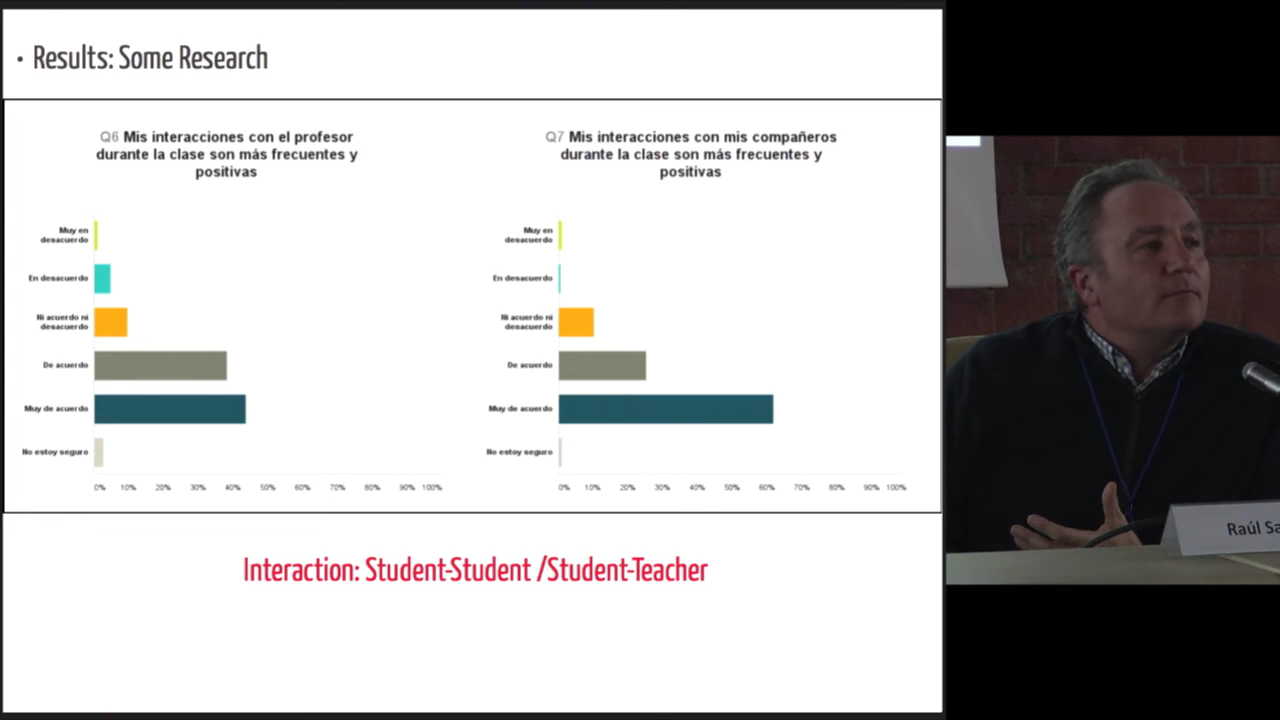 • Results: Some Research
Q6 Mis interacciones con el profesor
durante la clase son más frecuentes y
positivas
Muy en
desacuerdo
En desacuerdo
Ni acuerdo ni
desacuerdo
De acuerdo
Muy de acuerdo
No estoy seguro
0% 10% 20% 30% 40% 50% 60% 70% 80% 90% 100%
Q7 Mis interacciones con mis compañeros
durante la clase son más frecuentes y
positivas
Muy en
desacuerdo
En desacuerdo
Ni acuerdo ni
desacuerdo
De acuerdo
Muy de acuerdo
No estoy seguro
0% 10% 20% 30% 40% 50% 60% 70% 80% 90% 100%
Interaction: Student-Student /Student-Teacher
Raúl Sa